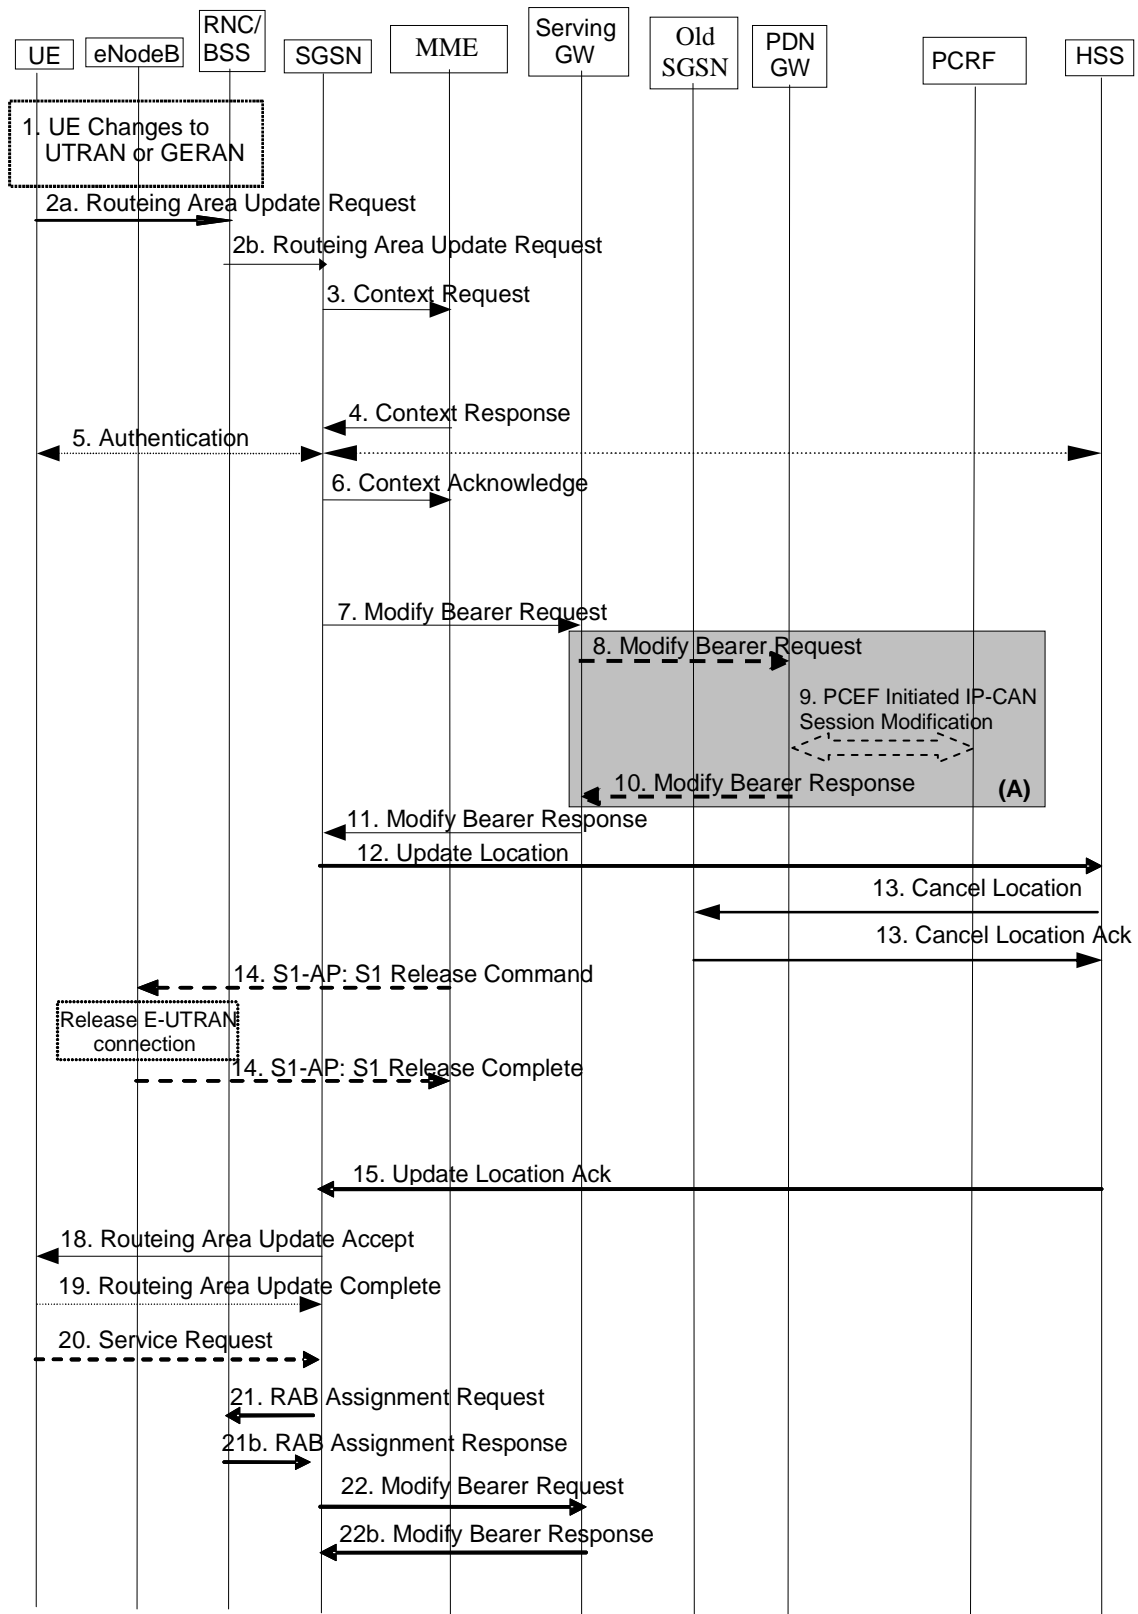 UE
eNodeB
RNC/
BSS
SGSN
MME
Serving
GW
Old
SGSN
PDN
GW
PCRF
HSS
1. UE Changes to
UTRAN or GERAN
2a. Routeing Area Update Request
2b. Routeing Area Update Request
3. Context Request
4. Context Response
5. Authentication
6. Context Acknowledge
7. Modify Bearer Request
8. Modify Bearer Request
9. PCEF Initiated IP-CAN
Session Modification
10. Modify Bearer Response
(A)
11. Modify Bearer Response
12. Update Location
13. Cancel Location
13. Cancel Location Ack
14. S1-AP: S1 Release Command
Release E-UTRAN
connection
14. S1-AP: S1 Release Complete
15. Update Location Ack
18. Routeing Area Update Accept
19. Routeing Area Update Complete
20. Service Request
21. RAB Assignment Request
21b. RAB Assignment Response
22. Modify Bearer Request
22b. Modify Bearer Response